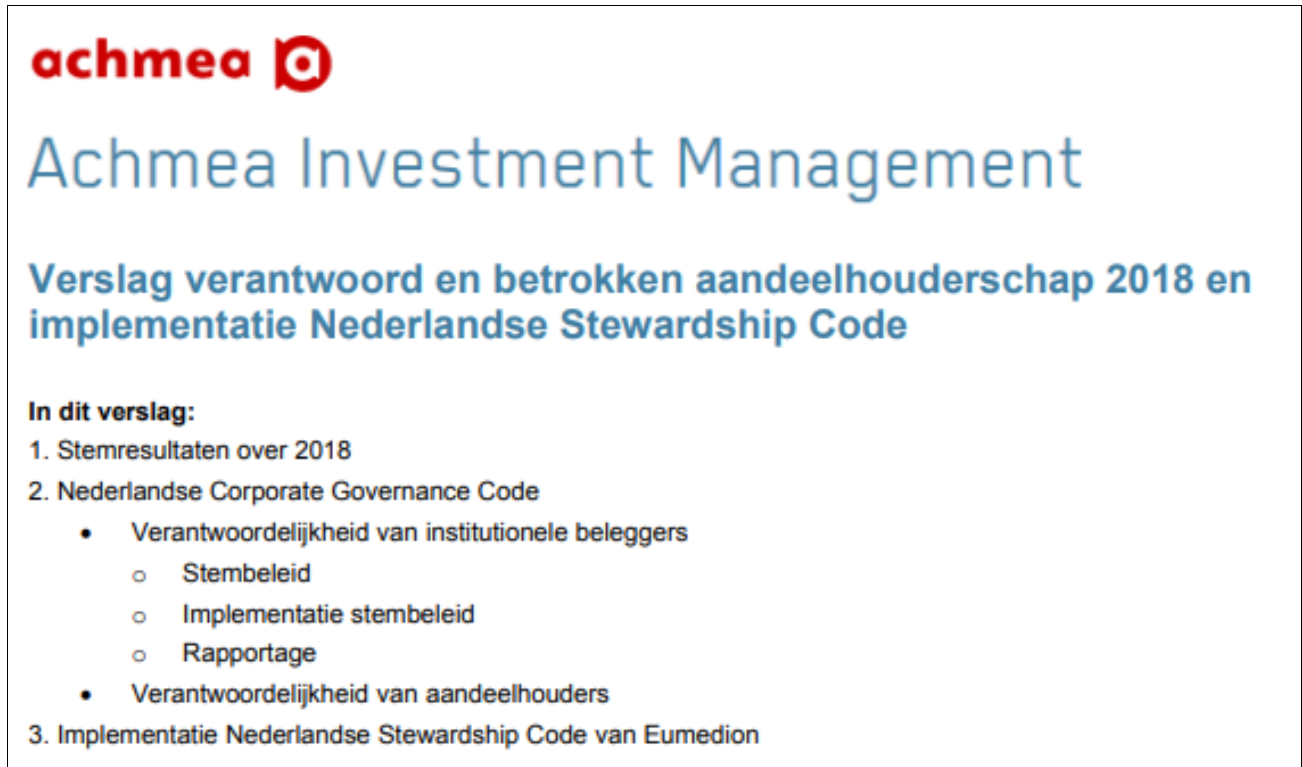 achmea
Achmea Investment Management
Verslag verantwoord en betrokken aandeelhouderschap 2018 en
implementatie Nederlandse Stewardship Code
In dit verslag:
1. Stemresultaten over 2018
2. Nederlandse Corporate Governance Code
• Verantwoordelijkheid van institutionele beleggers
o Stembeleid
o Implementatie stembeleid
o Rapportage
• Verantwoordelijkheid van aandeelhouders
3. Implementatie Nederlandse Stewardship Code van Eumedion